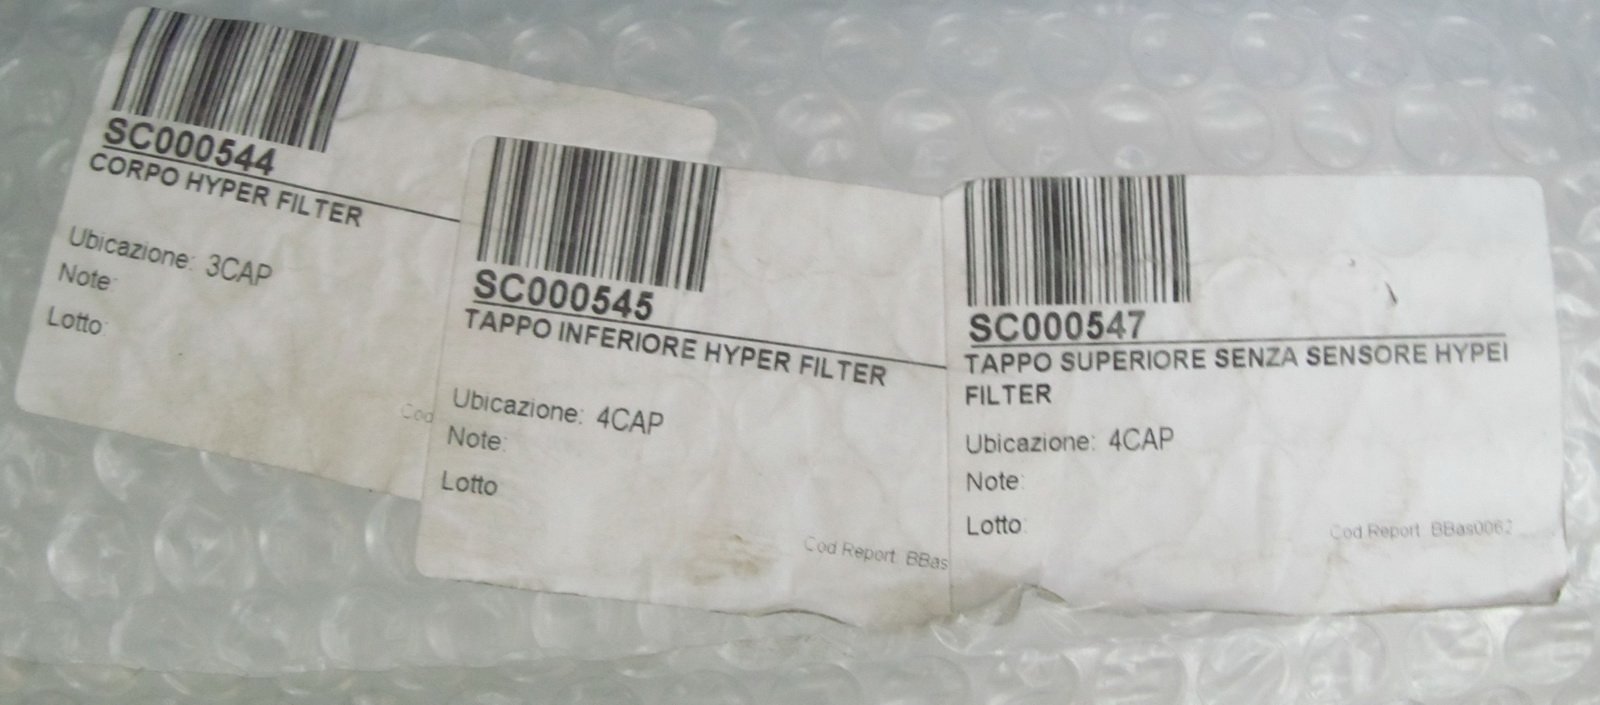 SC000544
CORPO HYPER FILTER
Ubicazione: 3CAP
Note:
Lotto:
Cod
SC000545
TAPPO INFERIORE HYPER FILTER
Ubicazione: 4CAP
Note:
Lotto
Cod Report: BBas
SC000547
TAPPO SUPERIORE SENZA SENSORE HYPEI
FILTER
Ubicazione: 4CAP
Note:
Lotto:
Cod Report: BBas0062